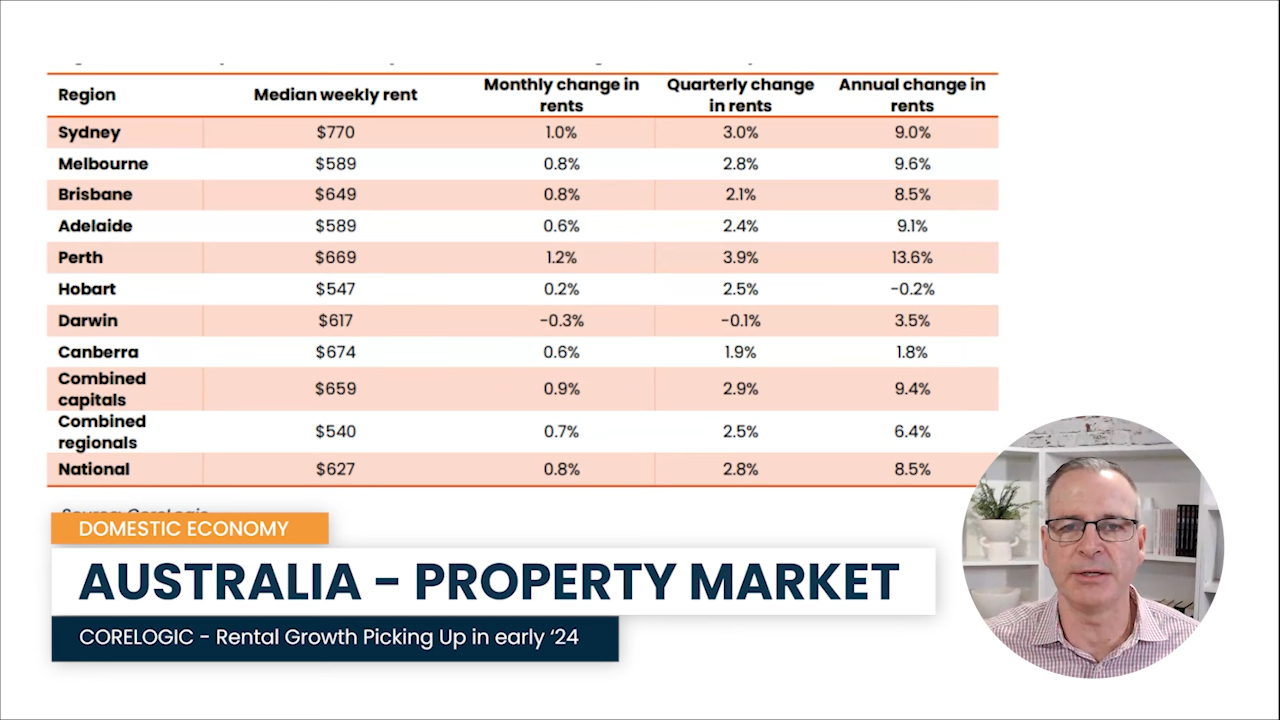 Region Median weekly rent Monthly change in rents Quarterly change in rents Annual change in rents
Sydney $770 1.0% 3.0% 9.0%
Melbourne $589 0.8% 2.8% 9.6%
Brisbane $649 0.8% 2.1% 8.5%
Adelaide $589 0.6% 2.4% 9.1%
Perth $669 1.2% 3.9% 13.6%
Hobart $547 0.2% 2.5% -0.2%
Darwin $617 -0.3% -0.1% 3.5%
Canberra $674 0.6% 1.9% 1.8%
Combined capitals $659 0.9% 2.9% 9.4%
Combined regionals $540 0.7% 2.5% 6.4%
National $627 0.8% 2.8% 8.5%
DOMESTIC ECONOMY
AUSTRALIA - PROPERTY MARKET
CORELOGIC - Rental Growth Picking Up in early ‘24